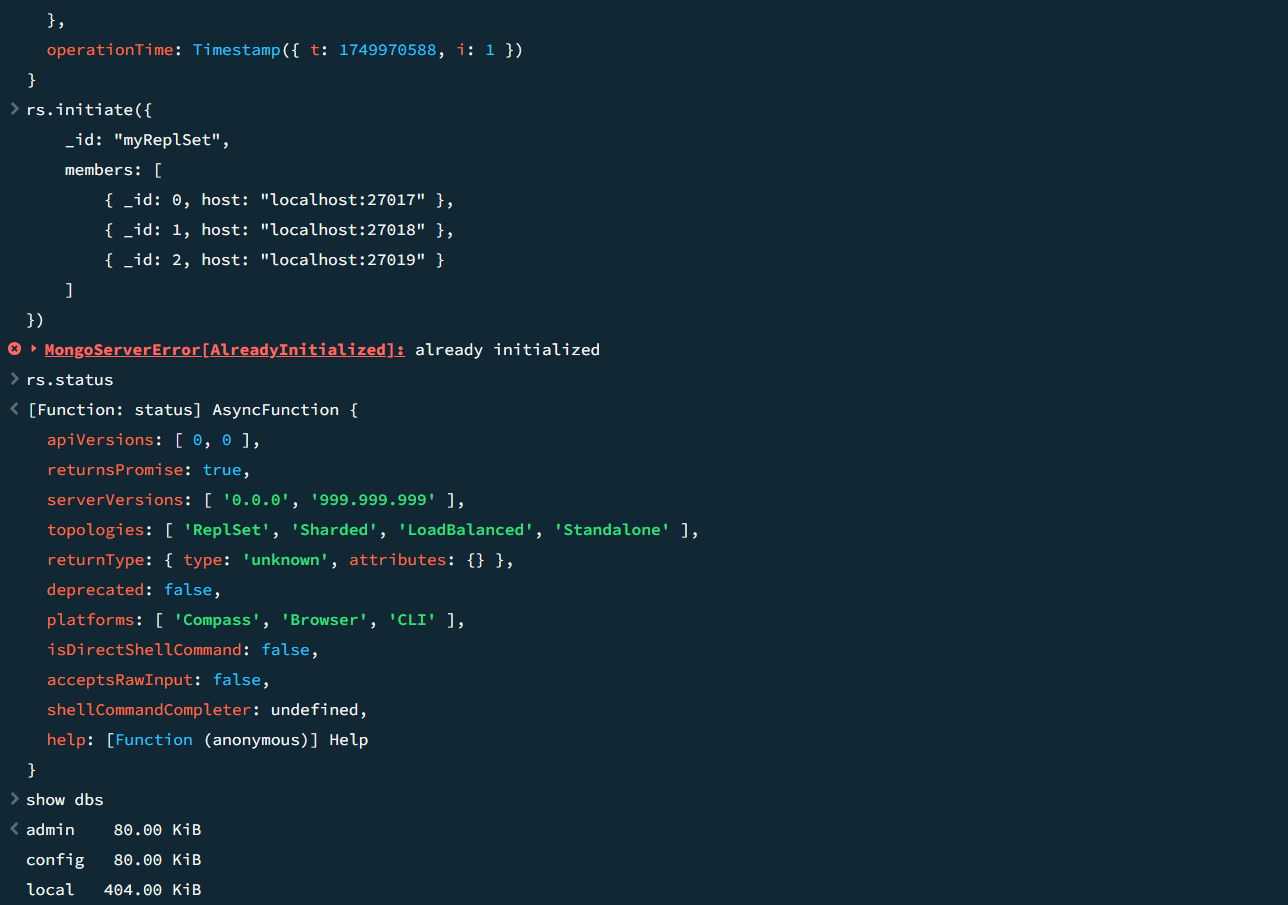 },
operationTime: Timestamp({ t: 1749970588, i: 1 })
}
> rs.initiate({
_id: "myReplSet",
members: [
{ _id: 0, host: "localhost:27017" },
{ _id: 1, host: "localhost:27018" },
{ _id: 2, host: "localhost:27019" }
]
})
MongoServerError[AlreadyInitialized]: already initialized
> rs.status
< [Function: status] AsyncFunction {
apiVersions: [ 0, 0 ],
returnsPromise: true,
serverVersions: [ '0.0.0', '999.999.999' ],
topologies: [ 'ReplSet', 'Sharded', 'LoadBalanced', 'Standalone' ],
returnType: { type: 'unknown', attributes: {} },
deprecated: false,
platforms: [ 'Compass', 'Browser', 'CLI' ],
isDirectShellCommand: false,
acceptsRawInput: false,
shellCommandCompleter: undefined,
help: [Function (anonymous)] Help
}
> show dbs
< admin 80.00 KiB
config 80.00 KiB
local 404.00 KiB